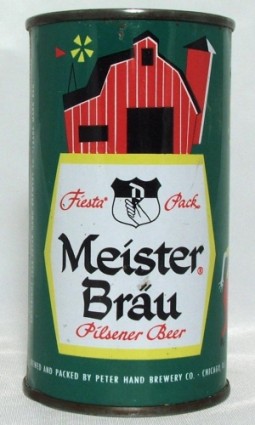 Fiesta Pack
Meister
Bräu
Pilsener Beer
AND PACKED BY PETER HAND BREWERY CO. · CHICAGO,